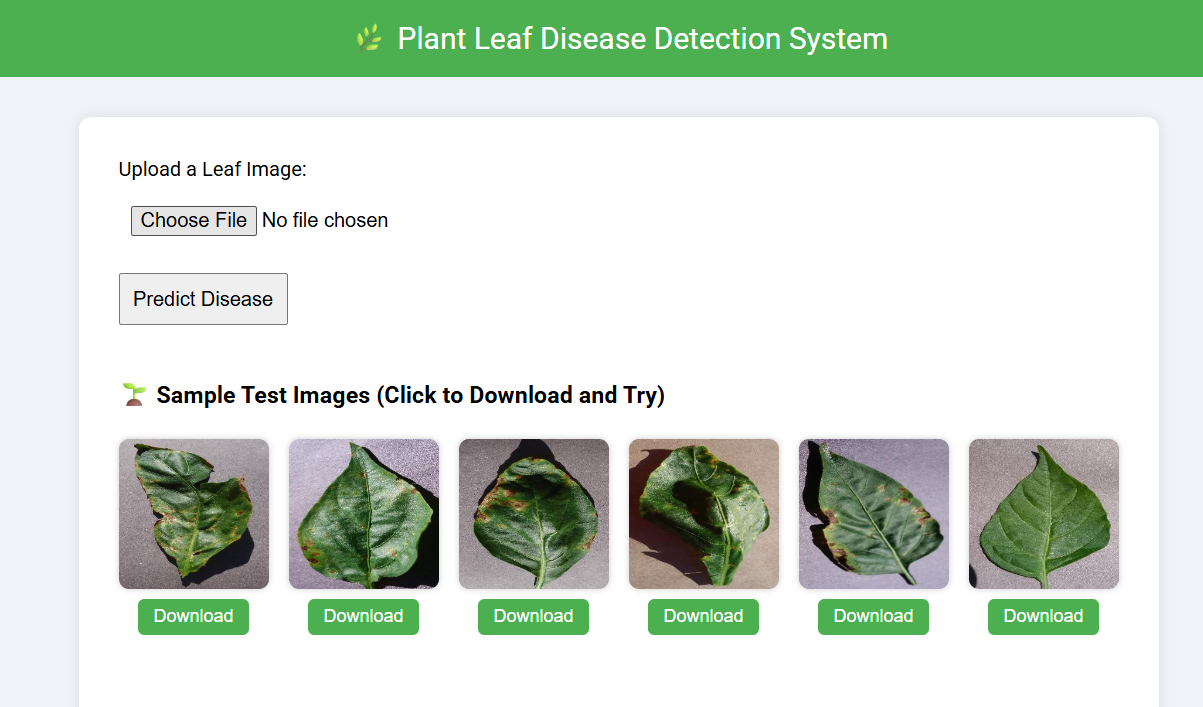 Plant Leaf Disease Detection System
Upload a Leaf Image:
Choose File No file chosen
Predict Disease
Sample Test Images (Click to Download and Try)
Download Download Download Download Download Download